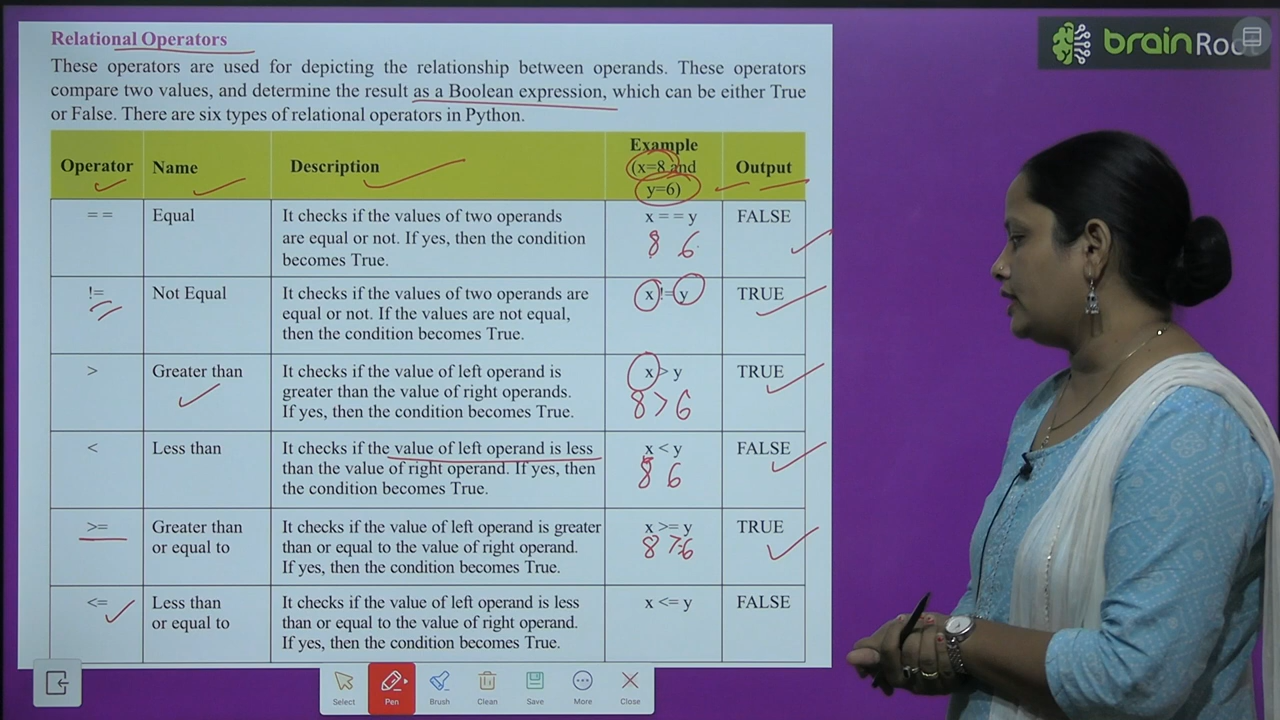 Relational Operators
These operators are used for depicting the relationship between operands. These operators
compare two values, and determine the result as a Boolean expression, which can be either True
or False. There are six types of relational operators in Python.
Operator Name Description Example (x=8 and y=6) Output
= = Equal It checks if the values of two operands x = = y FALSE
are equal or not. If yes, then the condition 8 6
becomes True.
!= Not Equal It checks if the values of two operands are x != y TRUE
equal or not. If the values are not equal,
then the condition becomes True.
> Greater than It checks if the value of left operand is x > y TRUE
greater than the value of right operands. 8 > 6
If yes, then the condition becomes True.
< Less than It checks if the value of left operand is less x < y FALSE
than the value of right operand. If yes, then 8 6
the condition becomes True.
>= Greater than It checks if the value of left operand is greater x >= y TRUE
or equal to than or equal to the value of right operand. 8 >= 6
If yes, then the condition becomes True.
<= Less than It checks if the value of left operand is less x <= y FALSE
or equal to than or equal to the value of right operand.
If yes, then the condition becomes True.
Select Pen Brush Clean Save More Close
brain